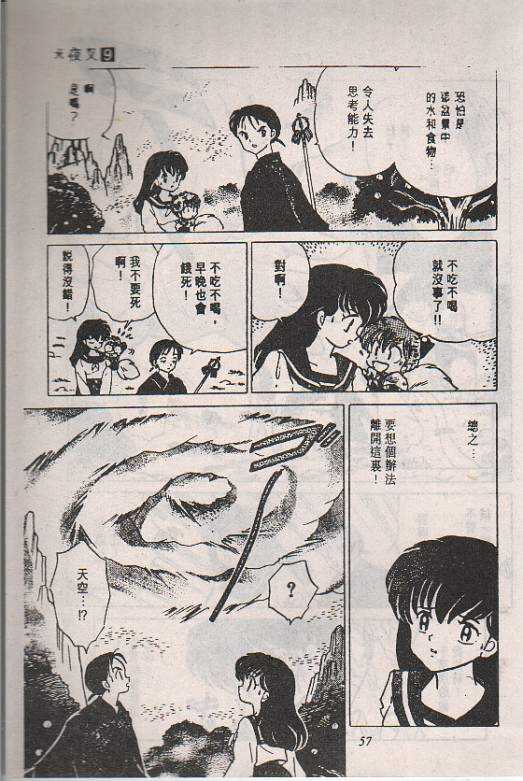 犬夜叉9
恐怕是
這盆景中
的水和食物…
令人失去
思考能力！
啊
是嗎？
不吃不喝
就沒事了!!
對啊！
不吃不喝，
早晚也會
餓死！
我不要死
啊！
說得沒錯！
總之…
要想個辦法
離開這裏！
？
天空…!?
57